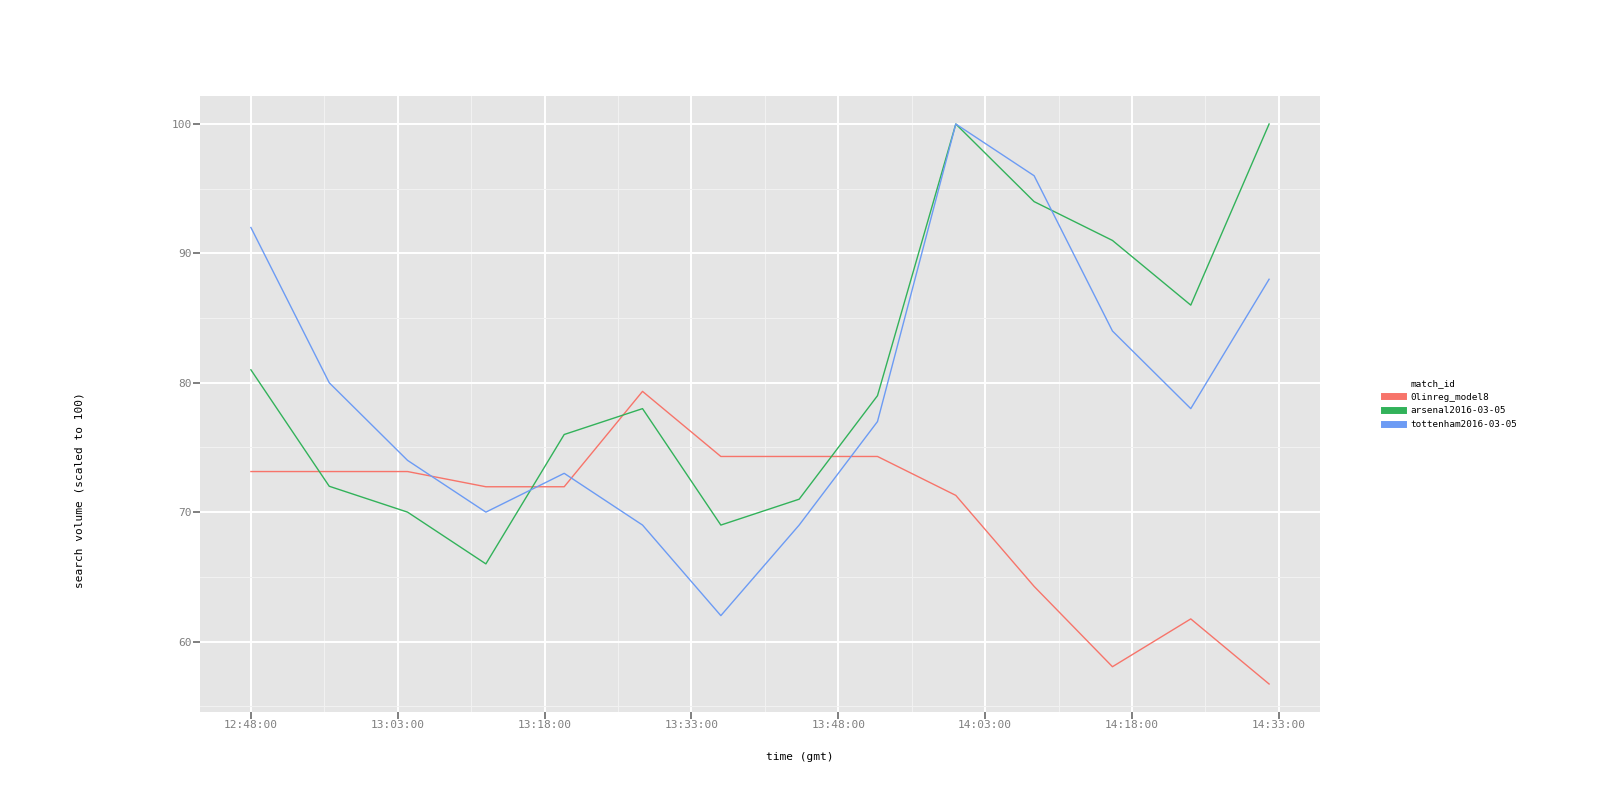 100
90
80
70
60
search volume (scaled to 100)
12:48:00
13:03:00
13:18:00
13:33:00
13:48:00
14:03:00
14:18:00
14:33:00
time (gmt)
match_id
0linreg_model8
arsenal2016-03-05
tottenham2016-03-05